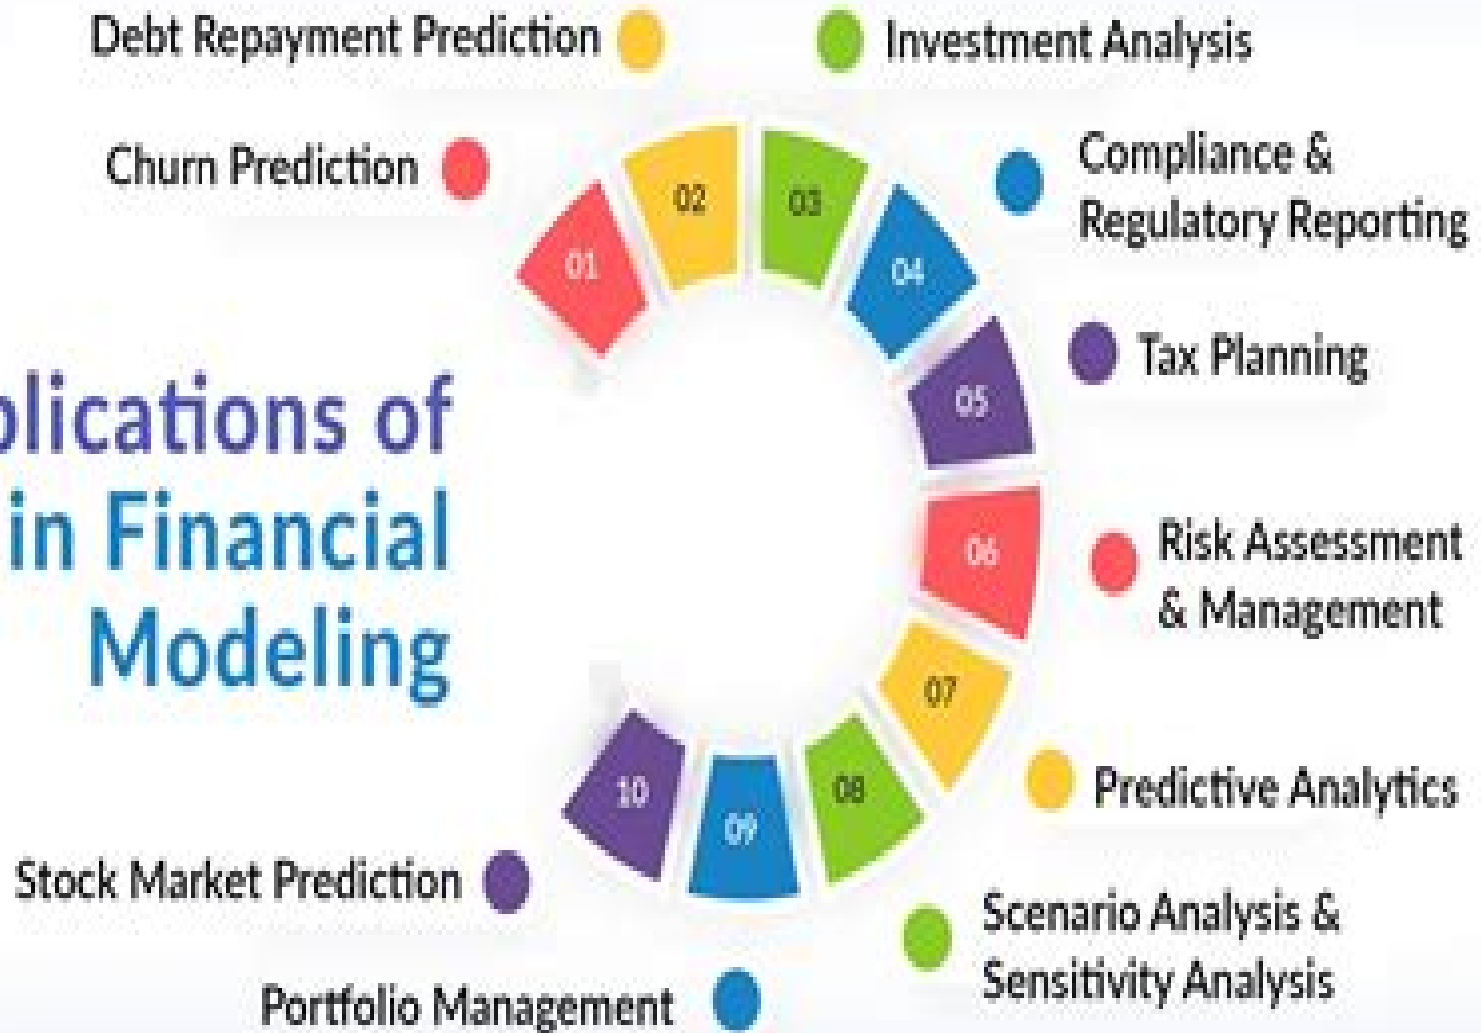 Debt Repayment Prediction
Investment Analysis
Churn Prediction
Compliance &
Regulatory Reporting
02
03
01
04
Tax Planning
05
plications of
in Financial
Modeling
06
Risk Assessment
& Management
07
Predictive Analytics
08
10
09
Stock Market Prediction
Scenario Analysis &
Sensitivity Analysis
Portfolio Management